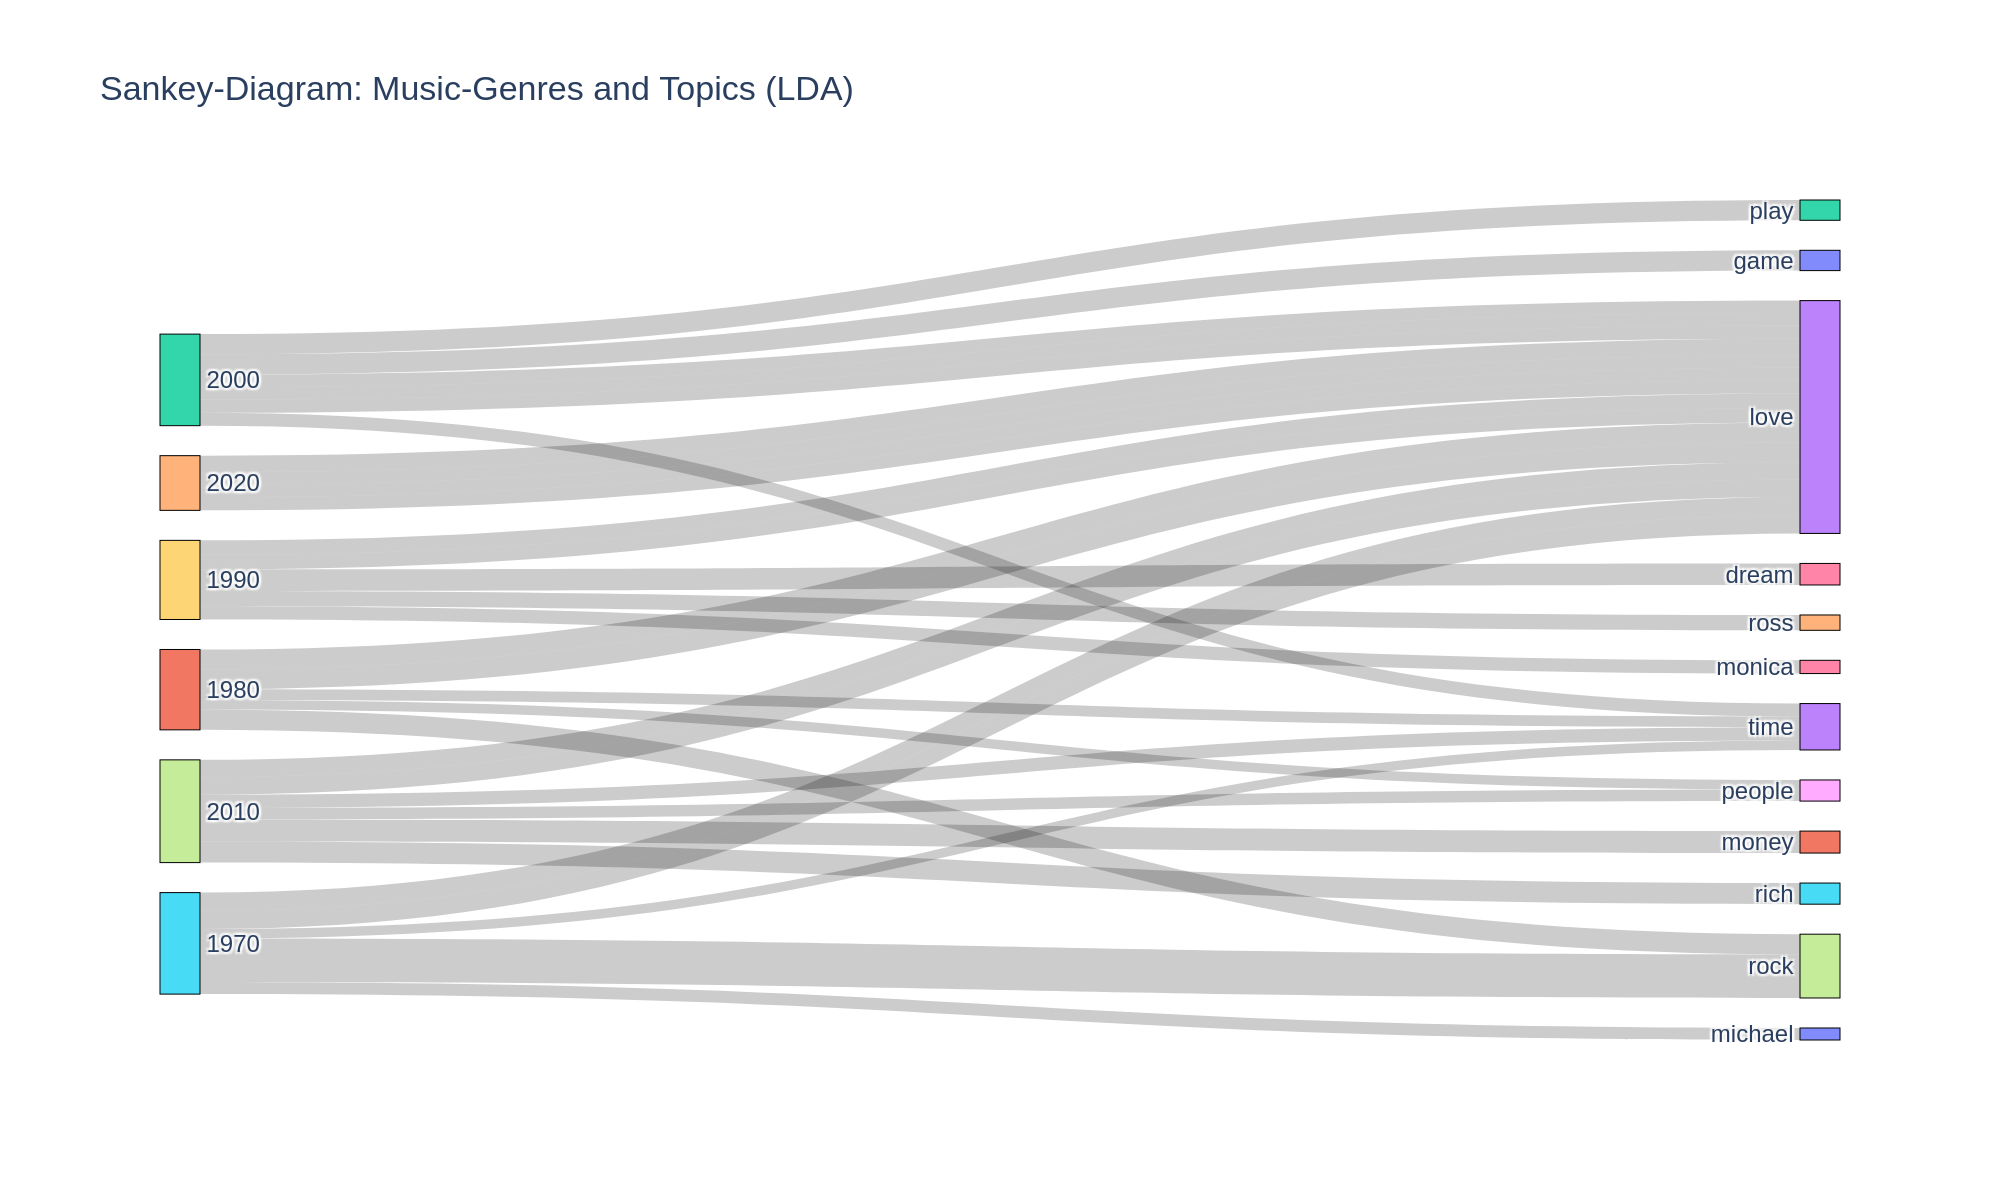 Sankey-Diagram: Music-Genres and Topics (LDA)
2000
2020
1990
1980
2010
1970
play
game
love
dream
ross
monica
time
people
money
rich
rock
michael